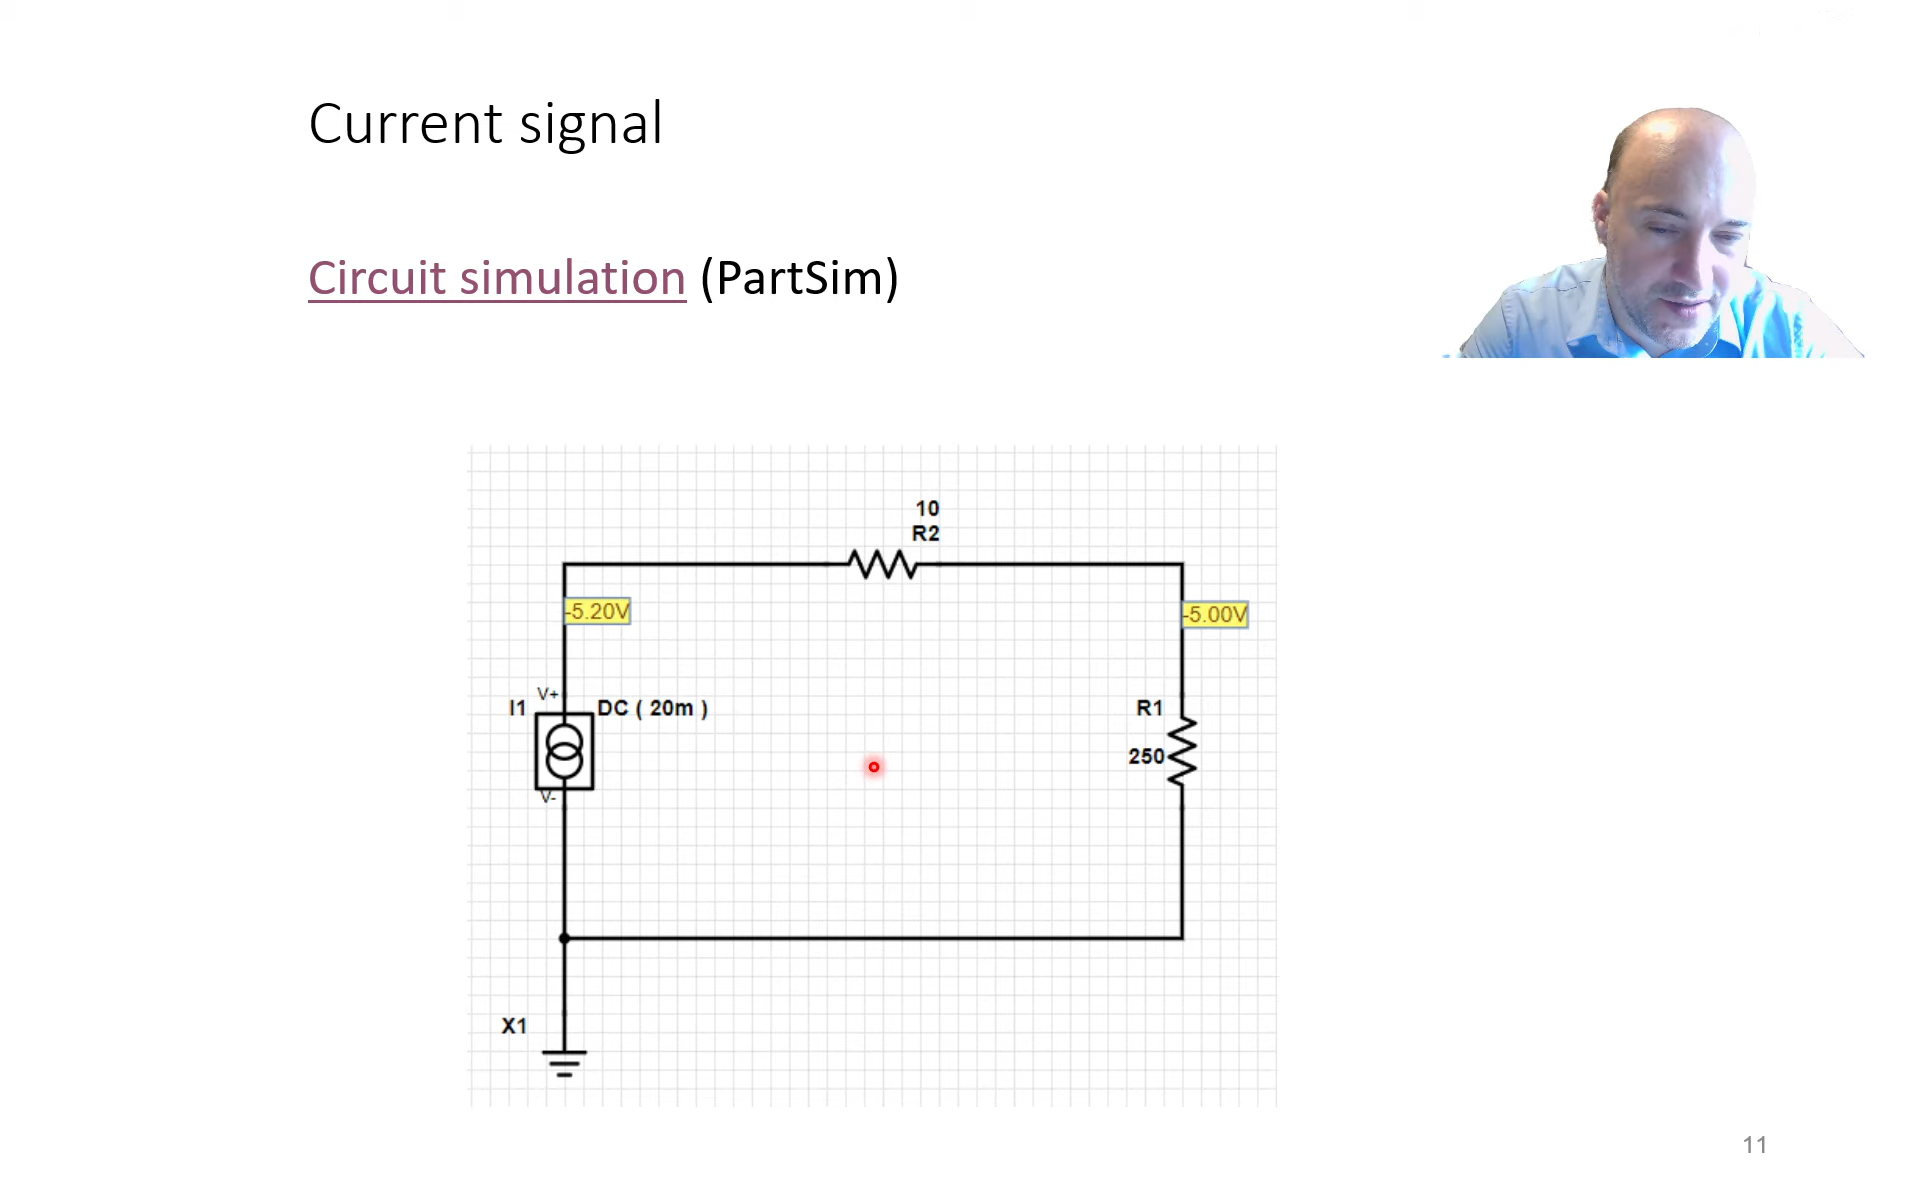 Current signal
Circuit simulation (PartSim)
10
R2
-5.20V
-5.00V
V+
I1
DC ( 20m )
R1
250
V-
X1
11